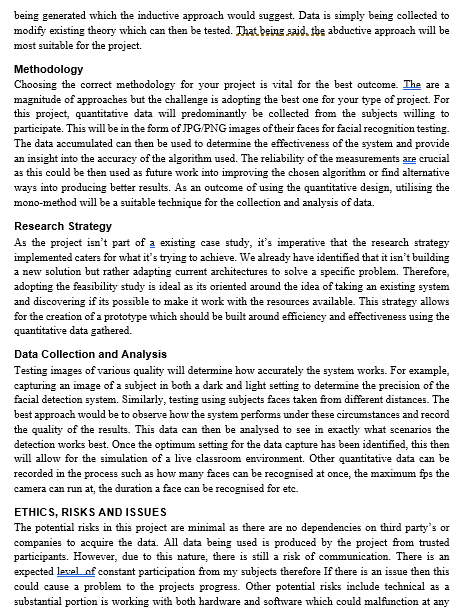 being generated which the inductive approach would suggest. Data is simply being collected to
modify existing theory which can then be tested. That being said, the abductive approach will be
most suitable for the project.
Methodology
Choosing the correct methodology for your project is vital for the best outcome. The are a
magnitude of approaches but the challenge is adopting the best one for your type of project. For
this project, quantitative data will predominantly be collected from the subjects willing to
participate. This will be in the form of JPG/PNG images of their faces for facial recognition testing.
The data accumulated can then be used to determine the effectiveness of the system and provide
an insight into the accuracy of the algorithm used. The reliability of the measurements are crucial
as this could be then used as future work into improving the chosen algorithm or find alternative
ways into producing better results. As an outcome of using the quantitative design, utilising the
mono-method will be a suitable technique for the collection and analysis of data.
Research Strategy
As the project isn't part of a existing case study, it's imperative that the research strategy
implemented caters for what it's trying to achieve. We already have identified that it isn't building
a new solution but rather adapting current architectures to solve a specific problem. Therefore,
adopting the feasibility study is ideal as its oriented around the idea of taking an existing system
and discovering if its possible to make it work with the resources available. This strategy allows
for the creation of a prototype which should be built around efficiency and effectiveness using the
quantitative data gathered.
Data Collection and Analysis
Testing images of various quality will determine how accurately the system works. For example,
capturing an image of a subject in both a dark and light setting to determine the precision of the
facial detection system. Similarly, testing using subjects faces taken from different distances. The
best approach would be to observe how the system performs under these circumstances and record
the quality of the results. This data can then be analysed to see in exactly what scenarios the
detection works best. Once the optimum setting for the data capture has been identified, this then
will allow for the simulation of a live classroom environment. Other quantitative data can be
recorded in the process such as how many faces can be recognised at once, the maximum fps the
camera can run at, the duration a face can be recognised for etc.
ETHICS, RISKS AND ISSUES
The potential risks in this project are minimal as there are no dependencies on third party's or
companies to acquire the data. All data being used is produced by the project from trusted
participants. However, due to this nature, there is still a risk of communication. There is an
expected level of constant participation from my subjects therefore If there is an issue then this
could cause a problem to the projects progress. Other potential risks include technical as a
substantial portion is working with both hardware and software which could malfunction at any